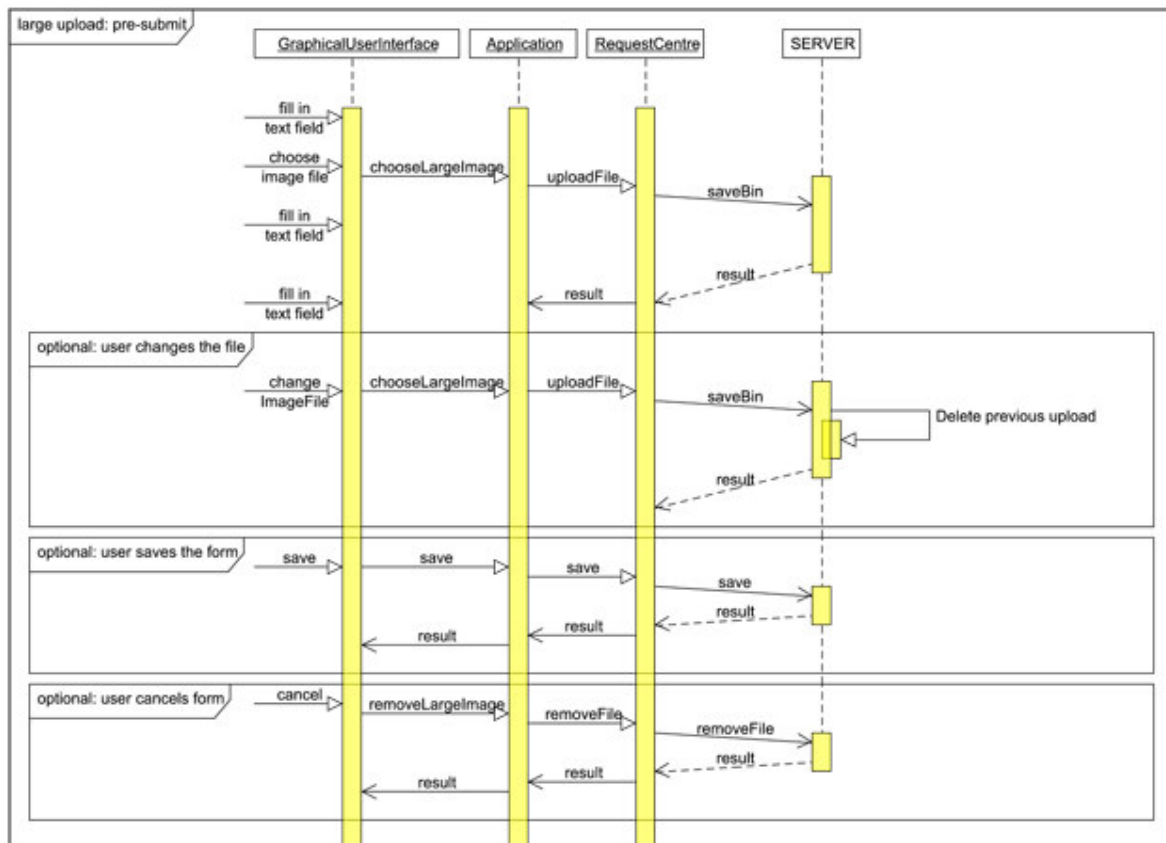 large upload: pre-submit
GraphicalUserInterface
Application
RequestCentre
SERVER
fill in
text field
choose
image file
chooseLargeImage
uploadFile
saveBin
fill in
text field
result
fill in
text field
result
optional: user changes the file
change
ImageFile
chooseLargeImage
uploadFile
saveBin
Delete previous upload
result
optional: user saves the form
save
save
save
save
result
result
result
optional: user cancels form
cancel
removeLargeImage
removeFile
removeFile
result
result
result